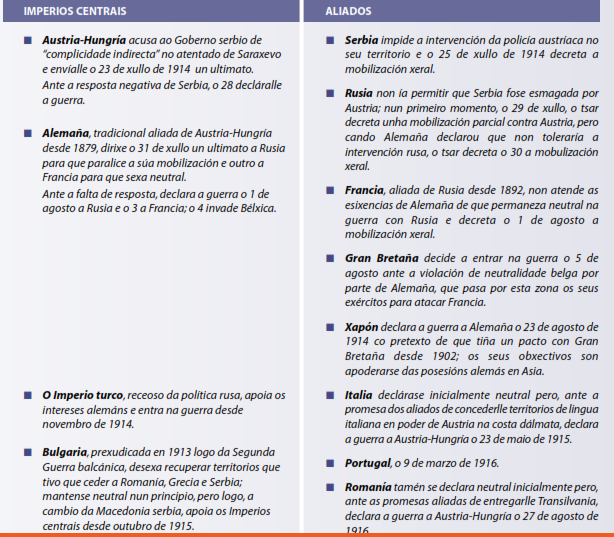 IMPERIOS CENTRAIS
Austria-Hungría acusa ao Goberno serbio de
“complicidade indirecta” no atentado de Saraxevo
e envíalle o 23 de xullo de 1914 un ultimato.
Ante a resposta negativa de Serbia, o 28 declárálle
a guerra.
Alemaña, tradicional aliada de Austria-Hungría
desde 1879, dirixe o 31 de xullo un ultimato a Rusia
para que paralice a súa mobilización e outro a
Francia para que sexa neutral.
Ante a falta de resposta, declara a guerra o 1 de
agosto a Rusia e o 3 a Francia; o 4 invade Bélxica.
O Imperio turco, receoso da política rusa, apoia os
intereses alemáns e entra na guerra desde
novembro de 1914.
Bulgaria, prexudicada en 1913 logo da Segunda
Guerra balcánica, desexa recuperar territorios que
tivo que ceder a Romanía, Grecia e Serbia;
mantense neutral nun principio, pero logo, a
cambio da Macedonia serbia, apoia os Imperios
centrais desde outubro de 1915.
ALIADOS
Serbia impide a intervención da policía austríaca no
seu territorio e o 25 de xullo de 1914 decreta a
mobilización xeral.
Rusia non ía permitir que Serbia fose esmagada por
Austria; nun primeiro momento, o 29 de xullo, o tsar
decreta unha mobilización parcial contra Austria, pero
cando Alemaña declarou que non toleraría a
intervención rusa, o tsar decreta o 30 a mobulización
xeral.
Francia, aliada de Rusia desde 1892, non atende as
esixencias de Alemaña de que permaneza neutral na
guerra con Rusia e decreta o 1 de agosto a
mobilización xeral.
Gran Bretaña decide a entrar na guerra o 5 de
agosto ante a violación de neutralidade belga por
parte de Alemaña, que pasa por esta zona os seus
exércitos para atacar Francia.
Xapón declara a guerra a Alemaña o 23 de agosto de
1914 co pretexto de que tiña un pacto con Gran
Bretaña desde 1902; os seus obxectivos son
apoderarse das posesións alemás en Asia.
Italia declárase inicialmente neutral pero, ante a
promesa dos aliados de concederlle territorios de lingua
italiana en poder de Austria na costa dálmata, declara
a guerra a Austria-Hungría o 23 de maio de 1915.
Portugal, o 9 de marzo de 1916.
Romanía tamén se declara neutral inicialmente pero,
ante as promesas aliadas de entregarlle Transilvania,
declara a guerra a Austria-Hungría o 27 de agosto de
1916